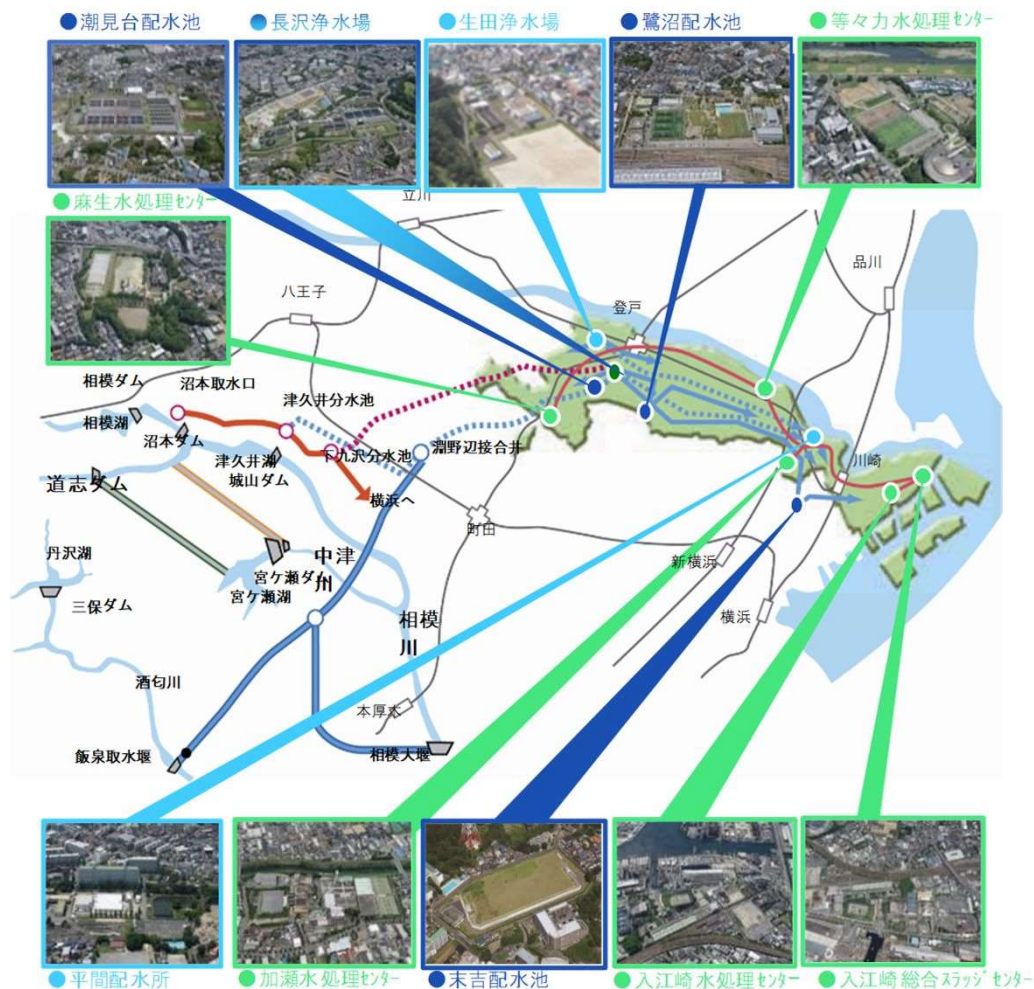 ●潮見台配水池
●長沢浄水場
●生田浄水場
●鷺沼配水池
●等々力水処理ｾﾝﾀｰ
●麻生水処理ｾﾝﾀｰ
立川
品川
八王子
登戸
相模ダム
沼本取水口
津久井分水池
相模湖
沼本ダム
津久井湖
城山ダム
下九沢分水池
淵野辺接合井
川崎
道志ダム
横浜へ
町田
丹沢湖
中津川
宮ケ瀬ダム
宮ケ瀬湖
新横浜
三保ダム
相模川
横浜
酒匂川
本厚木
飯泉取水堰
相模大堰
●平間配水所
●加瀬水処理ｾﾝﾀｰ
●末吉配水池
●入江崎水処理ｾﾝﾀｰ
●入江崎総合ｽﾗｯｼﾞｾﾝﾀｰ